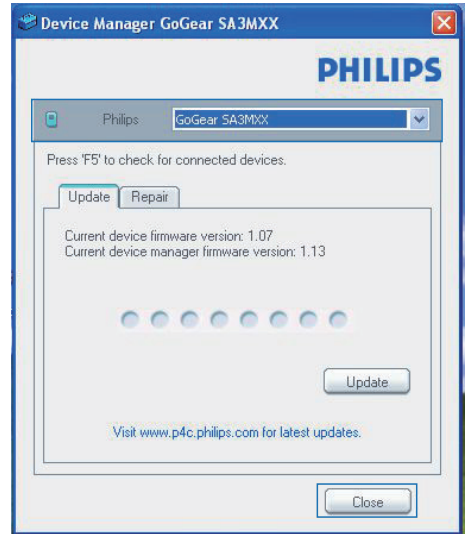 Device Manager GoGear SA3MXX
PHILIPS
Philips GoGear SA3MXX
Press 'F5' to check for connected devices.
Update Repair
Current device firmware version: 1.07
Current device manager firmware version: 1.13
Update
Visit www.p4c.philips.com for latest updates.
Close